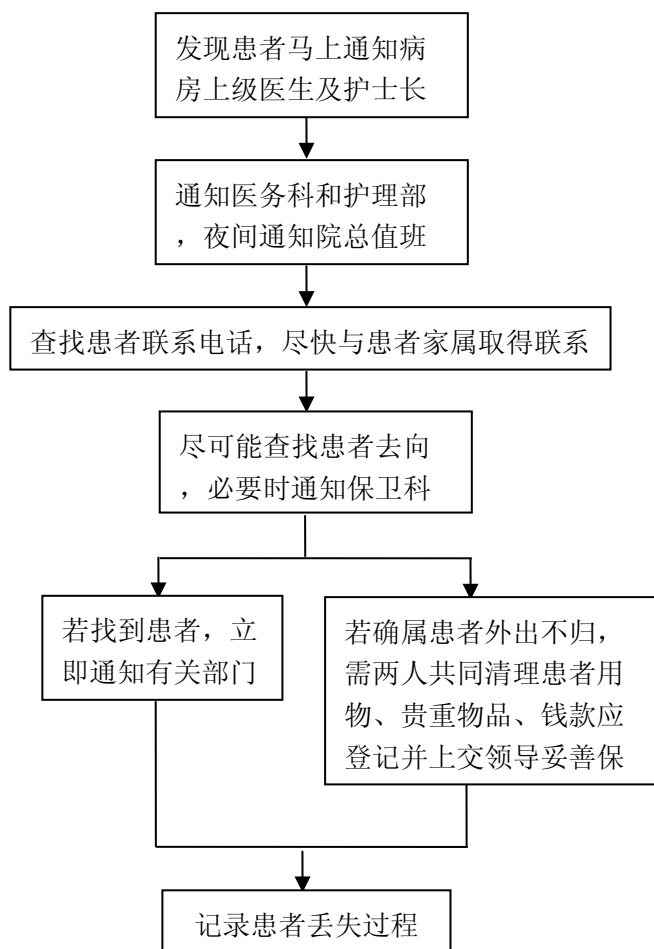 发现患者马上通知病
房上级医生及护士长
通知医务科和护理部
，夜间通知院总值班
查找患者联系电话，尽快与患者家属取得联系
尽可能查找患者去向
，必要时通知保卫科
若找到患者，立
即通知有关部门
若确属患者外出不归，
需两人共同清理患者用
物、贵重物品、钱款应
登记并上交领导妥善保
记录患者丢失过程